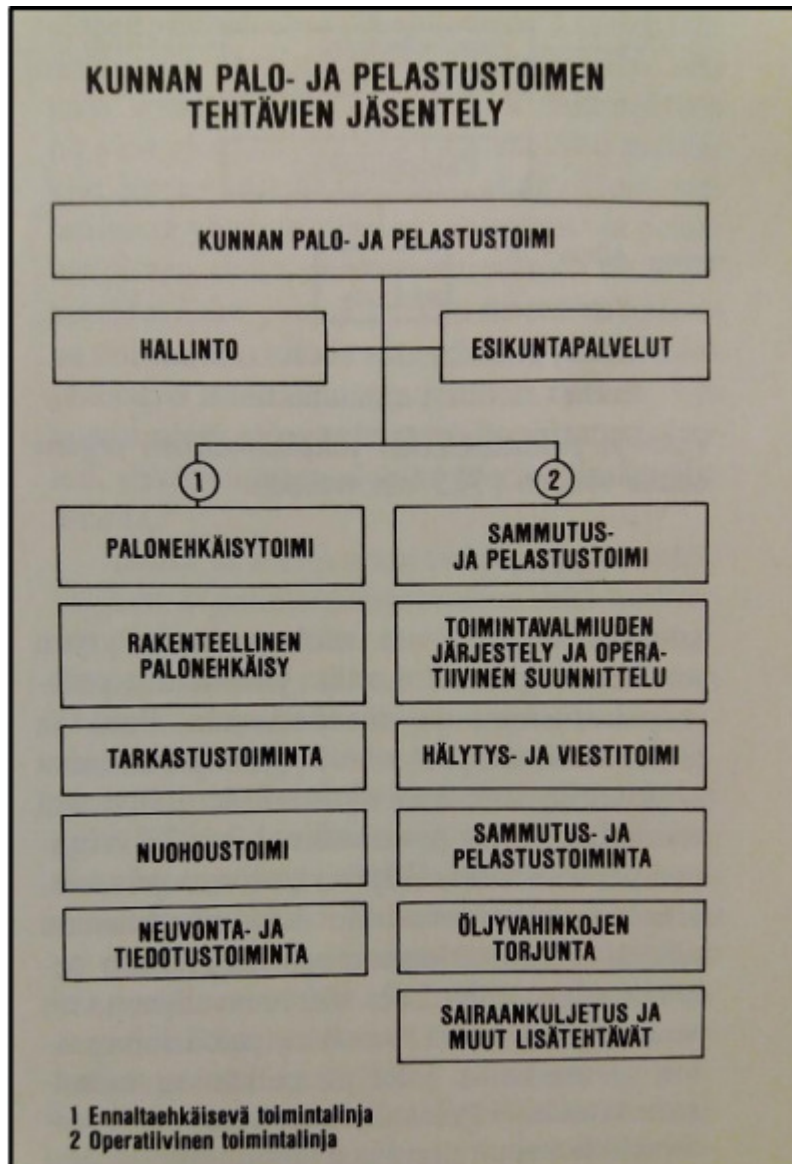 KUNNAN PALO- JA PELASTUSTOIMEN
TEHTÄVIEN JÄSENTELY
KUNNAN PALO- JA PELASTUSTOIMI
HALLINTO
ESIKUNTAPALVELUT
1
PALONEHKÄISYTOIMI
RAKENTEELLINEN
PALONEHKÄISY
TARKASTUSTOIMINTA
NUOHOUSTOIMI
NEUVONTA- JA
TIEDOTUSTOIMINTA
2
SAMMUTUS-
JA PELASTUSTOIMI
TOIMINTAVALMIUDEN
JÄRJESTELY JA OPERA-
TIIVINEN SUUNNITTELU
HÄLYTYS- JA VIESTITOIMI
SAMMUTUS- JA
PELASTUSTOIMINTA
ÖLJYVAHINKOJEN
TORJUNTA
SAIRAANKULJETUS JA
MUUT LISÄTEHTÄVÄT
1 Ennaltaehkäisevä toimintalinja
2 Operatiivinen toimintalinja